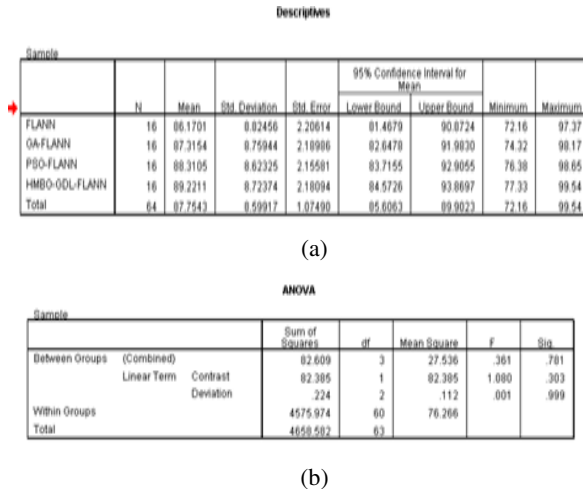 Descriptives
Sample
95% Confidence Interval for Mean
N Mean Std. Deviation Std. Error Lower Bound Upper Bound Minimum Maximum
FLANN 16 86.1701 8.82456 2.20614 81.4679 90.8724 72.16 97.37
GA-FLANN 16 87.3154 8.75944 2.18986 82.6478 91.9830 74.32 98.17
PSO-FLANN 16 88.3105 8.62325 2.15581 83.7155 92.9055 76.38 98.65
HMBO-GDL-FLANN 16 89.2211 8.72374 2.18094 84.5726 93.8697 77.33 99.54
Total 64 87.7543 8.59917 1.07490 85.6063 89.9023 72.16 99.54
(a)
ANOVA
Sample
Sum of Squares df Mean Square F Sig.
Between Groups (Combined) 82.609 3 27.536 .361 .781
Linear Term Contrast 82.385 1 82.385 1.080 .303
Deviation .224 2 .112 .001 .999
Within Groups 4575.974 60 76.266
Total 4658.582 63
(b)